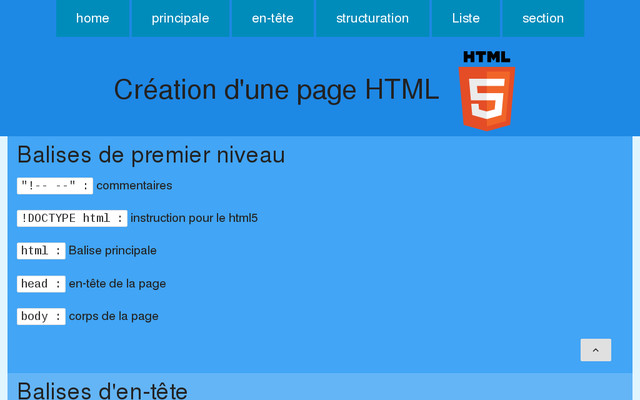 home principale en-tête structuration Liste section
HTML
5
Création d'une page HTML
Balises de premier niveau
"!-- --" : commentaires
!DOCTYPE html : instruction pour le html5
html : Balise principale
head : en-tête de la page
body : corps de la page
Balises d'en-tête